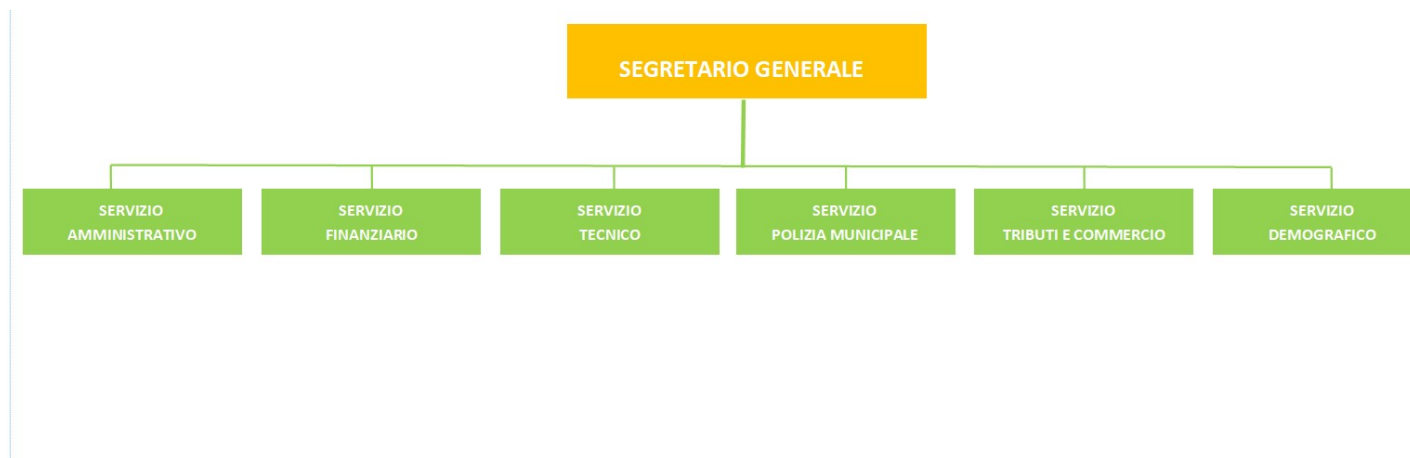 SEGRETARIO GENERALE
SERVIZIO
AMMINISTRATIVO
SERVIZIO
FINANZIARIO
SERVIZIO
TECNICO
SERVIZIO
POLIZIA MUNICIPALE
SERVIZIO
TRIBUTI E COMMERCIO
SERVIZIO
DEMOGRAFICO